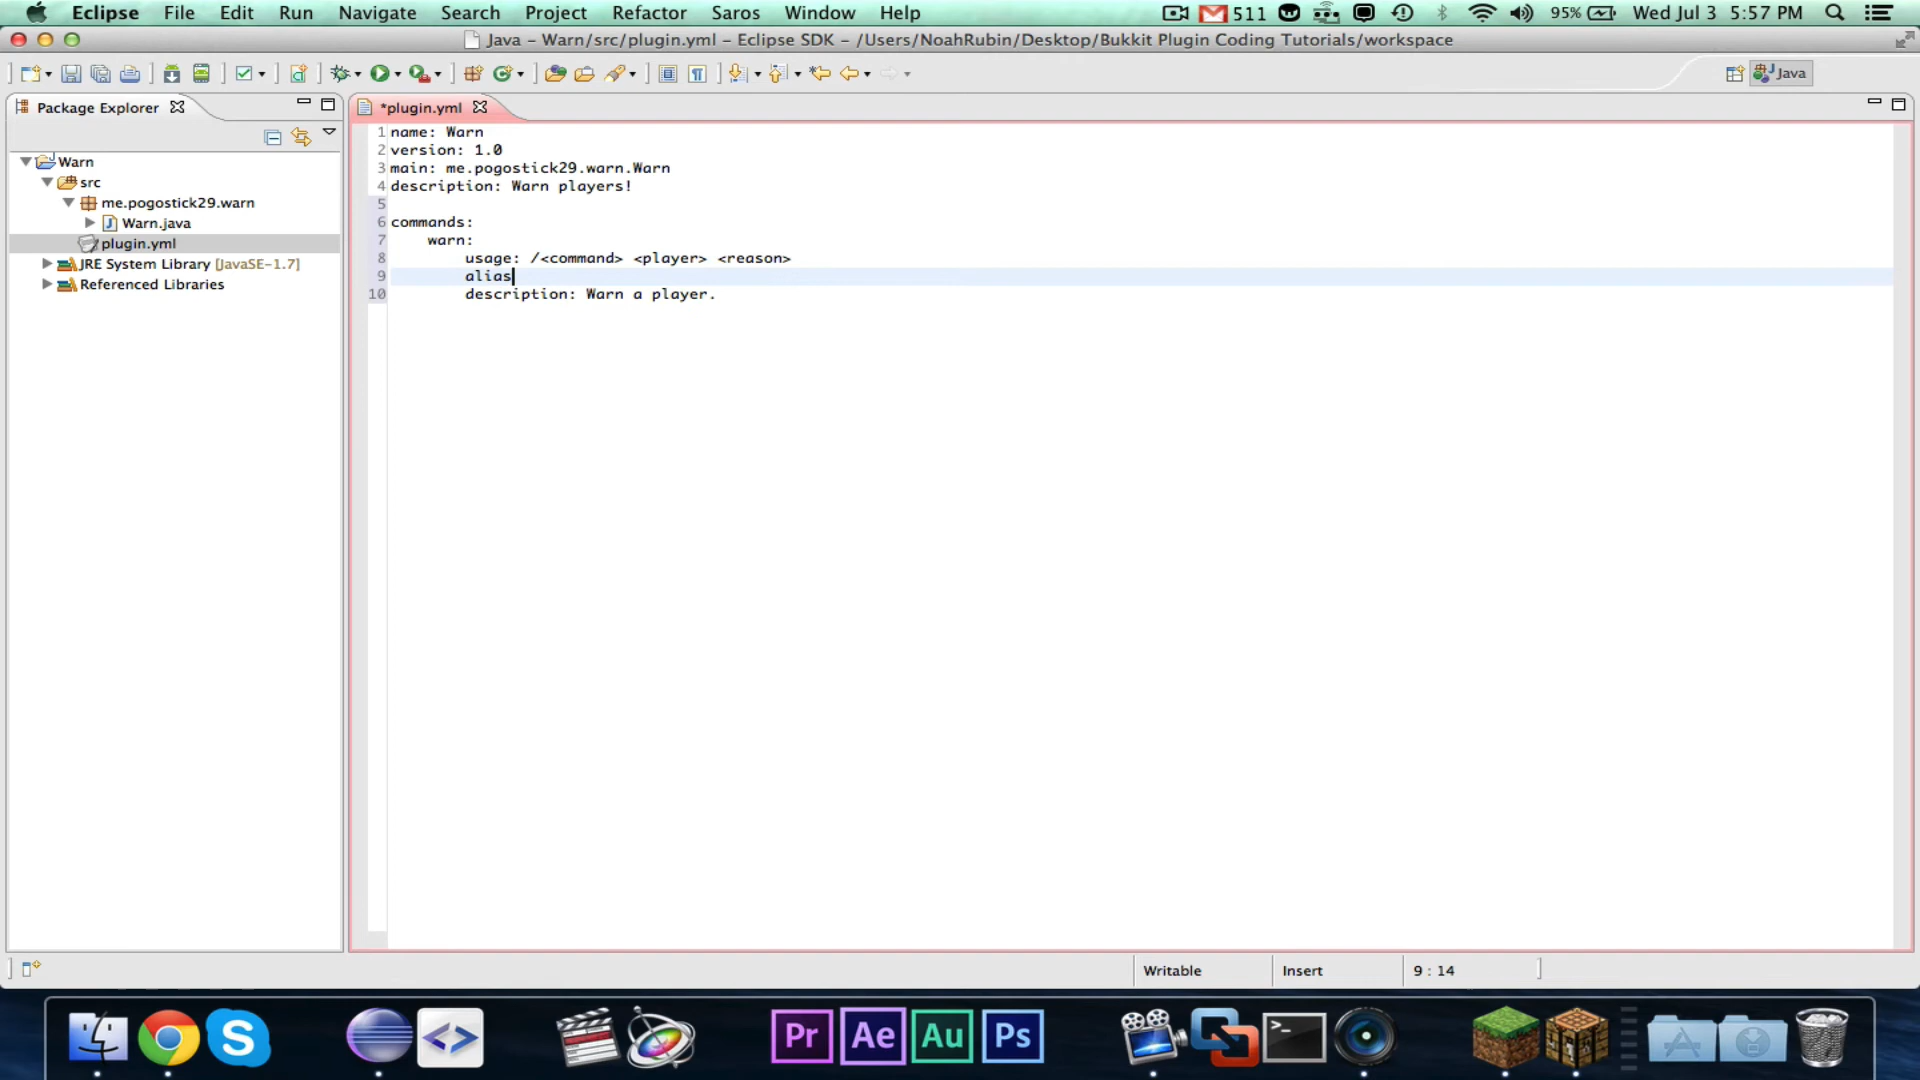 Eclipse File Edit Run Navigate Search Project Refactor Saros Window Help 511 95% Wed Jul 3 5:57 PM
Java – Warn/src/plugin.yml – Eclipse SDK – /Users/NoahRubin/Desktop/Bukkit Plugin Coding Tutorials/workspace
Java
Package Explorer
*plugin.yml
Warn
src
me.pogostick29.warn
Warn.java
plugin.yml
JRE System Library [JavaSE-1.7]
Referenced Libraries
1 name: Warn
2 version: 1.0
3 main: me.pogostick29.warn.Warn
4 description: Warn players!
5
6 commands:
7 warn:
8 usage: /<command> <player> <reason>
9 alias
10 description: Warn a player.
Writable Insert 9 : 14
Pr Ae Au Ps